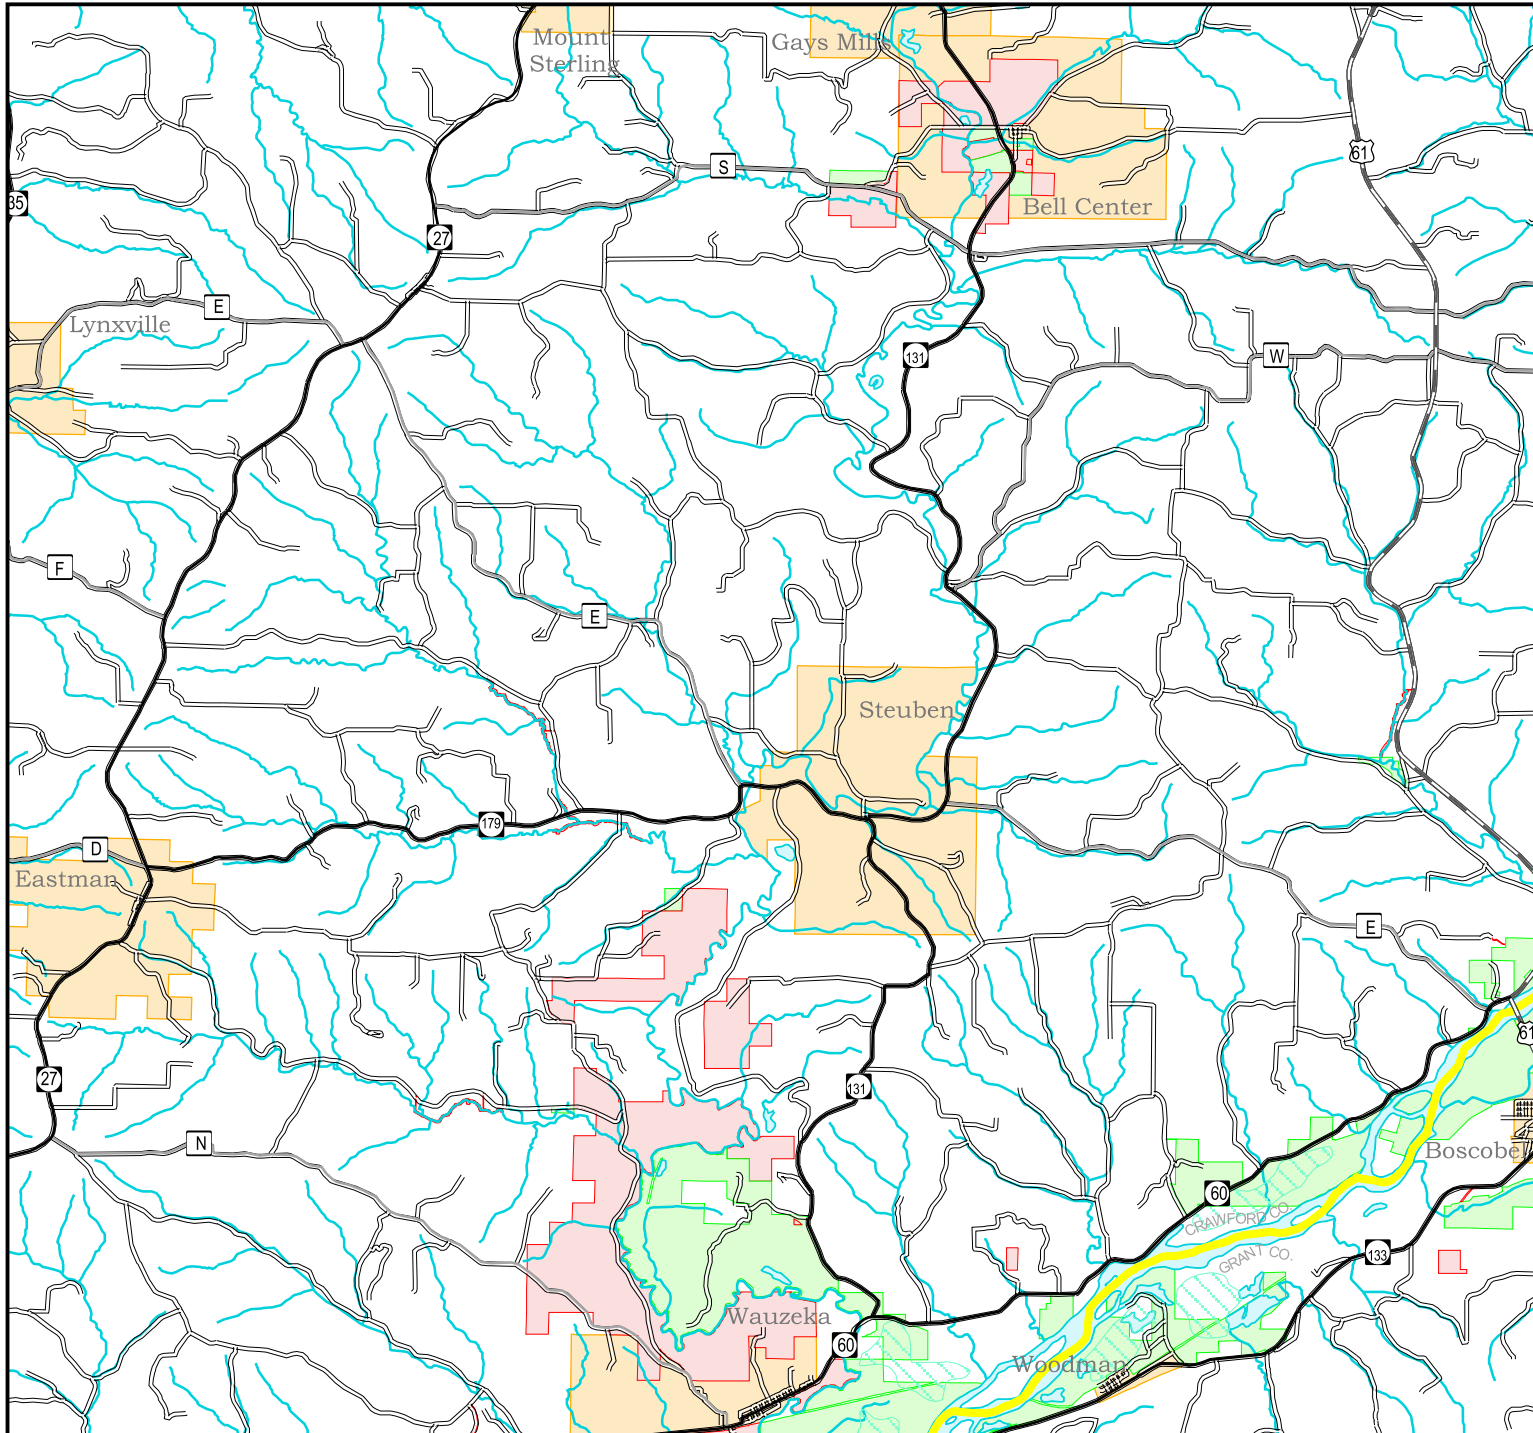 Mount
Sterling
Gays Mills
61
S
35
Bell Center
27
E
Lynxville
131
W
F
E
Steuben
179
D
Eastman
E
61
27
131
N
Boscobel
60
CRAWFORD CO.
GRANT CO.
133
Wauzeka
60
Woodman